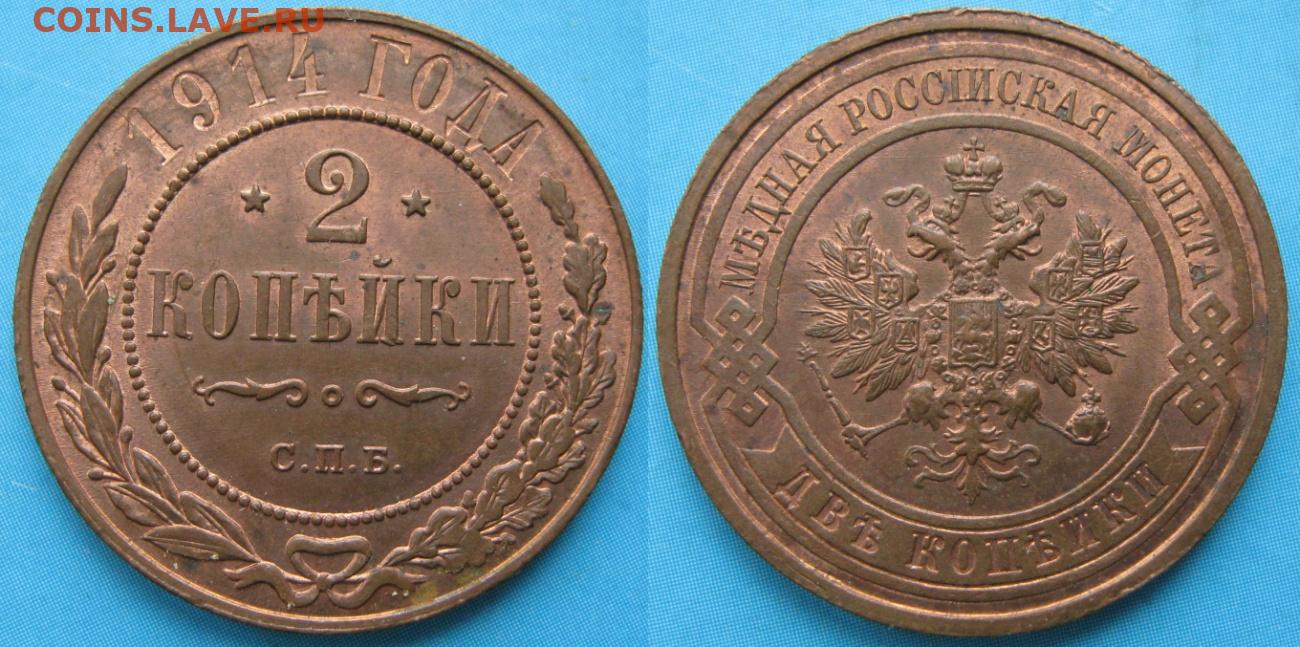 COINS.LAVE.RU
1914 ГОДА
2
КОПѢЙКИ
С.П.Б.
МѢДНАЯ РОССІЙСКАЯ МОНЕТА
ДВѢ КОПѢЙКИ